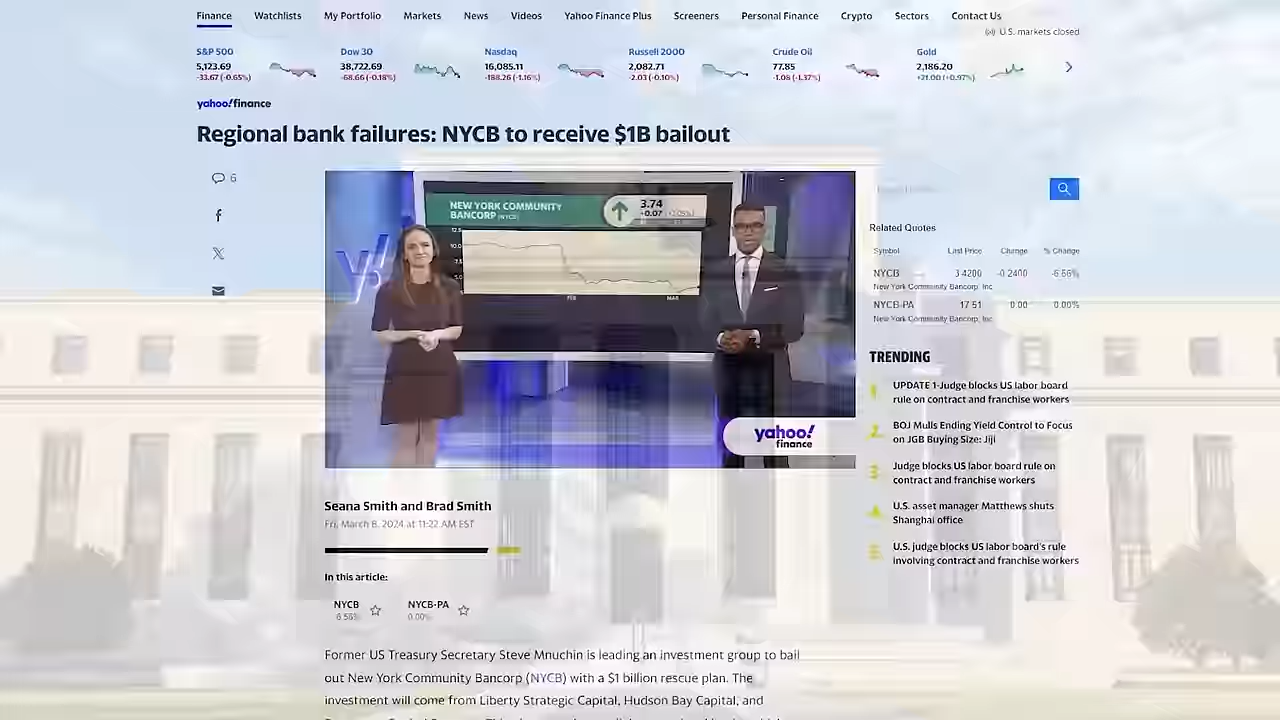 Finance Watchlists My Portfolio Markets News Videos Yahoo Finance Plus Screeners Personal Finance Crypto Sectors Contact Us
U.S. markets closed
S&P 500 Dow 30 Nasdaq Russell 2000 Crude Oil Gold
5,123.69 38,722.69 16,085.11 2,082.71 77.85 2,186.20
-33.67 (-0.65%) -68.66 (-0.18%) -188.26 (-1.16%) -2.03 (-0.10%) -1.08 (-1.37%) +21.00 (+0.97%)
yahoo!finance
Regional bank failures: NYCB to receive $1B bailout
6
NEW YORK COMMUNITY
BANCORP (NYCB)
3.74
+0.07
12.5
10.0
5.0
FEB MAR
yahoo!
finance
Related Quotes
Symbol Last Price Change % Change
NYCB 3.4200 -0.2400 -6.56%
New York Community Bancorp, Inc
NYCB-PA 17.51 0.00 0.00%
New York Community Bancorp, Inc
TRENDING
UPDATE 1-Judge blocks US labor board
rule on contract and franchise workers
BOJ Mulls Ending Yield Control to Focus
on JGB Buying Size: Jiji
Judge blocks US labor board rule on
contract and franchise workers
U.S. asset manager Matthews shuts
Shanghai office
U.S. judge blocks US labor board's rule
involving contract and franchise workers
Seana Smith and Brad Smith
Fri, March 8, 2024 at 11:22 AM EST
In this article:
NYCB NYCB-PA
-6.56% 0.00%
Former US Treasury Secretary Steve Mnuchin is leading an investment group to bail
out New York Community Bancorp (NYCB) with a $1 billion rescue plan. The
investment will come from Liberty Strategic Capital, Hudson Bay Capital, and